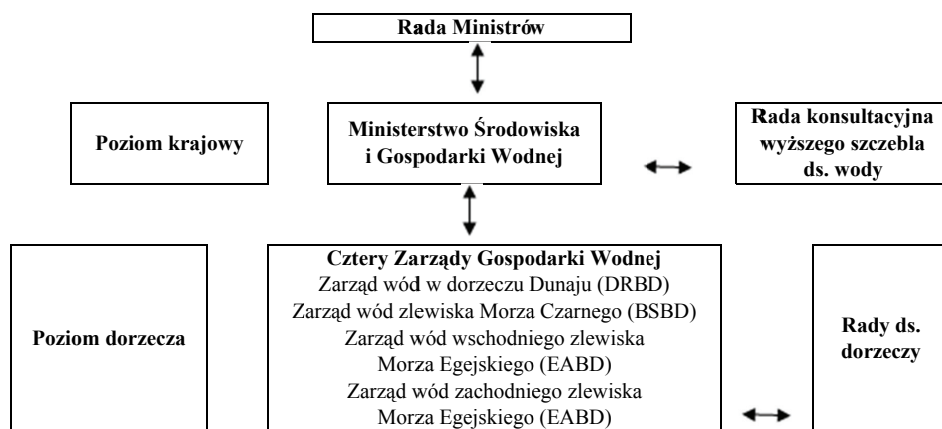 Rada Ministrów
Poziom krajowy
Ministerstwo Środowiska
i Gospodarki Wodnej
Rada konsultacyjna
wyższego szczebla
ds. wody
Poziom dorzecza
Cztery Zarządy Gospodarki Wodnej
Zarząd wód w dorzeczu Dunaju (DRBD)
Zarząd wód zlewiska Morza Czarnego (BSBD)
Zarząd wód wschodniego zlewiska
Morza Egejskiego (EABD)
Zarząd wód zachodniego zlewiska
Morza Egejskiego (EABD)
Rady ds.
dorzeczy